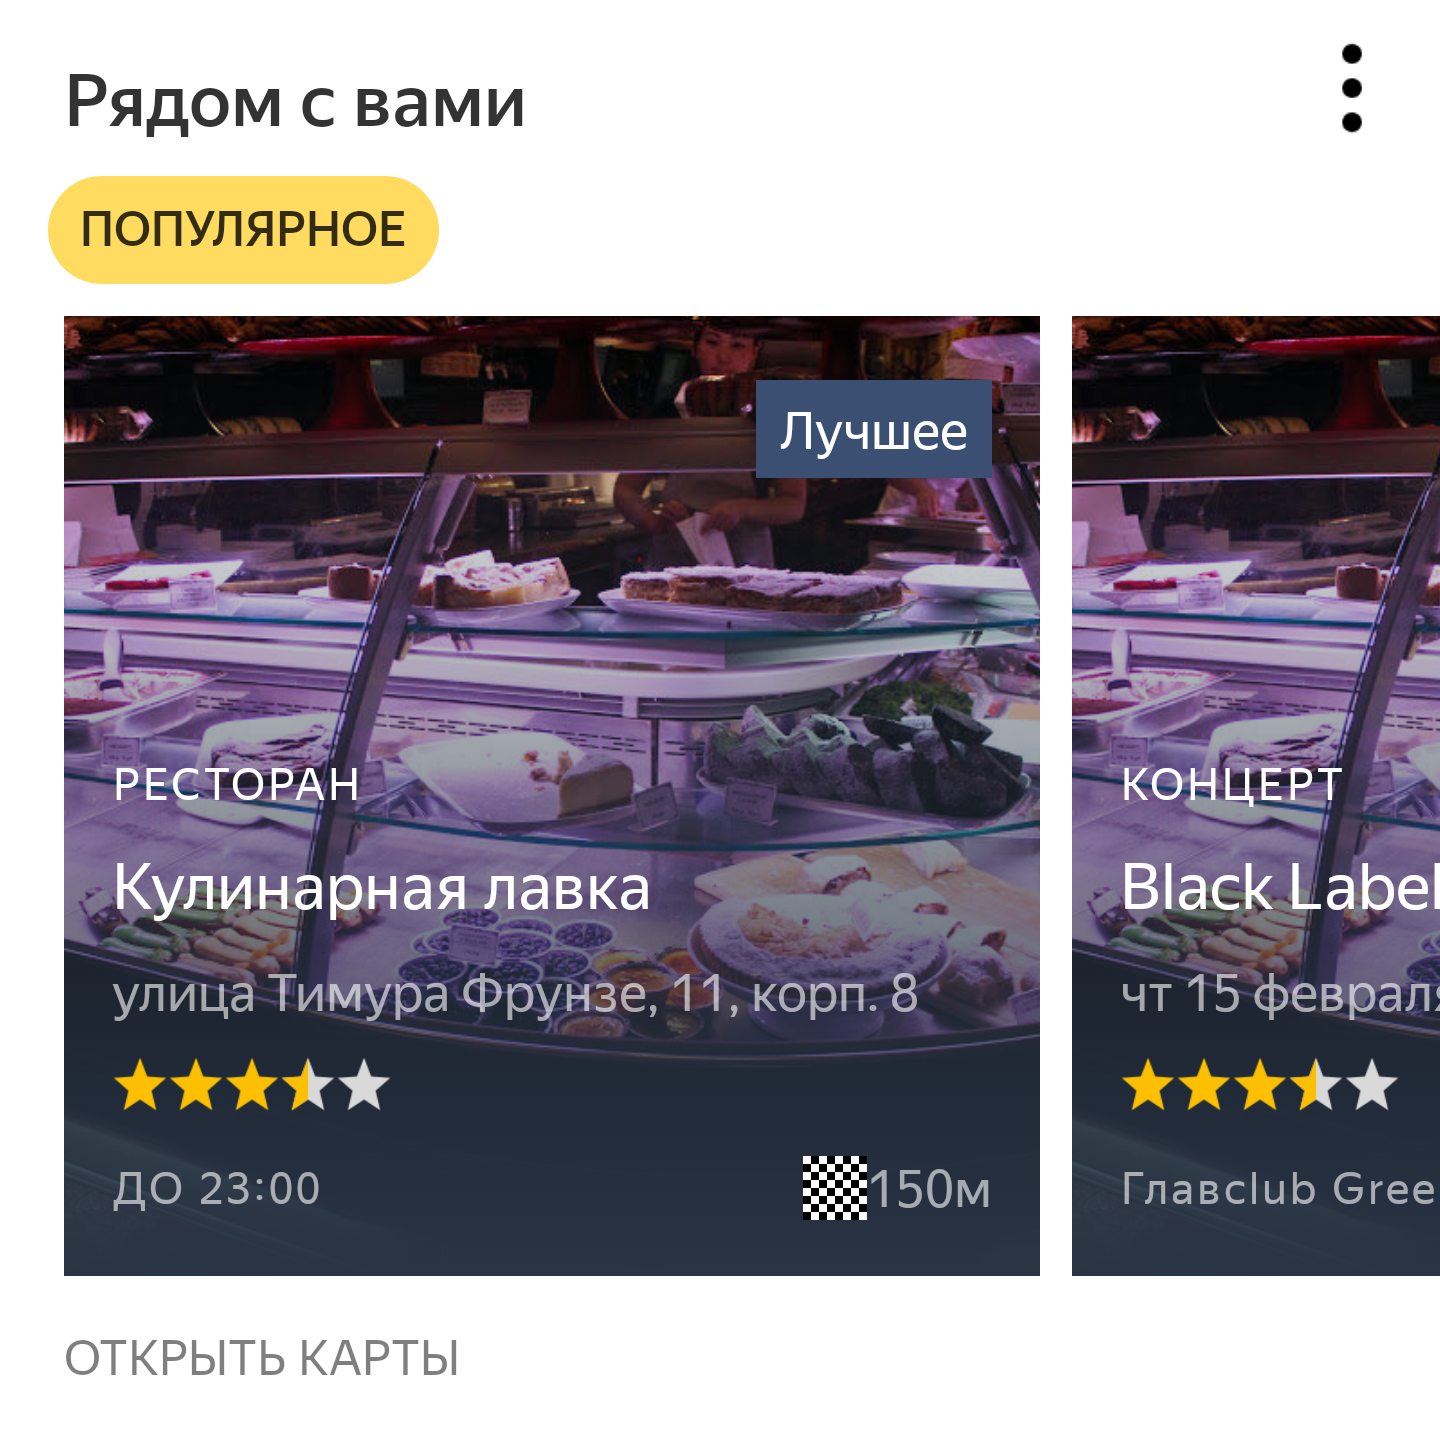 Рядом с вами
ПОПУЛЯРНОЕ
Лучшее
РЕСТОРАН
Кулинарная лавка
улица Тимура Фрунзе, 11, корп. 8
ДО 23:00
150м
КОНЦЕРТ
Black Label
чт 15 февраля
Главclub Gree
ОТКРЫТЬ КАРТЫ